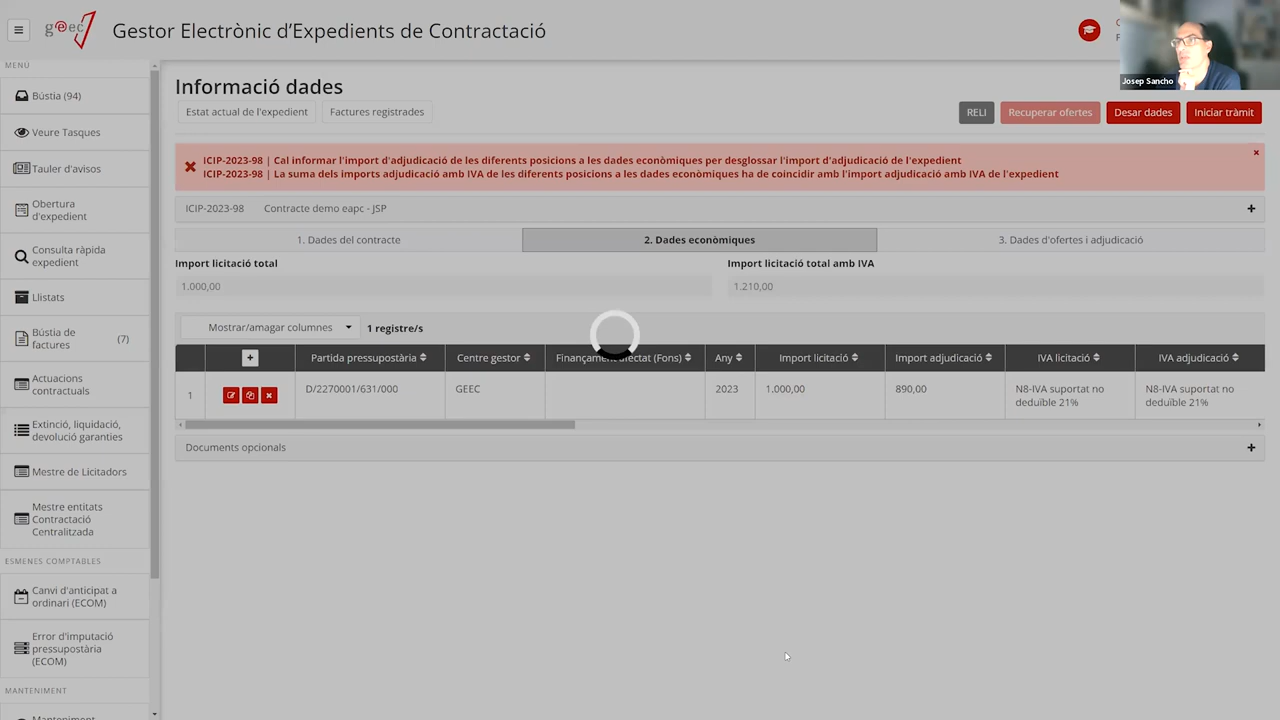 geec
Gestor Electrònic d'Expedients de Contractació
Josep Sancho
MENÚ
Bústia (94)
Veure Tasques
Tauler d'avisos
Obertura
d'expedient
Consulta ràpida
expedient
Llistats
Bústia de
factures
(7)
Actuacions
contractuals
Extinció, liquidació,
devolució garanties
Mestre de Licitadors
Mestre entitats
Contractació
Centralitzada
ESMENES COMPTABLES
Canvi d'anticipat a
ordinari (ECOM)
Error d'imputació
pressupostària
(ECOM)
MANTENIMENT
Manteniment
Informació dades
Estat actual de l'expedient
Factures registrades
RELI
Recuperar ofertes
Desar dades
Iniciar tràmit
ICIP-2023-98 | Cal informar l'import d'adjudicació de les diferents posicions a les dades econòmiques per desglossar l'import d'adjudicació de l'expedient
ICIP-2023-98 | La suma dels imports adjudicació amb IVA de les diferents posicions a les dades econòmiques ha de coincidir amb l'import adjudicació amb IVA de l'expedient
ICIP-2023-98 Contracte demo eapc - JSP
1. Dades del contracte
2. Dades econòmiques
3. Dades d'ofertes i adjudicació
Import licitació total
Import licitació total amb IVA
1.000,00
1.210,00
Mostrar/amagar columnes
1 registre/s
Partida pressupostària Centre gestor Finançament afectat (Fons) Any Import licitació Import adjudicació IVA licitació IVA adjudicació
1 D/2270001/631/000 GEEC 2023 1.000,00 890,00 N8-IVA suportat no N8-IVA suportat no
deduïble 21% deduïble 21%
Documents opcionals